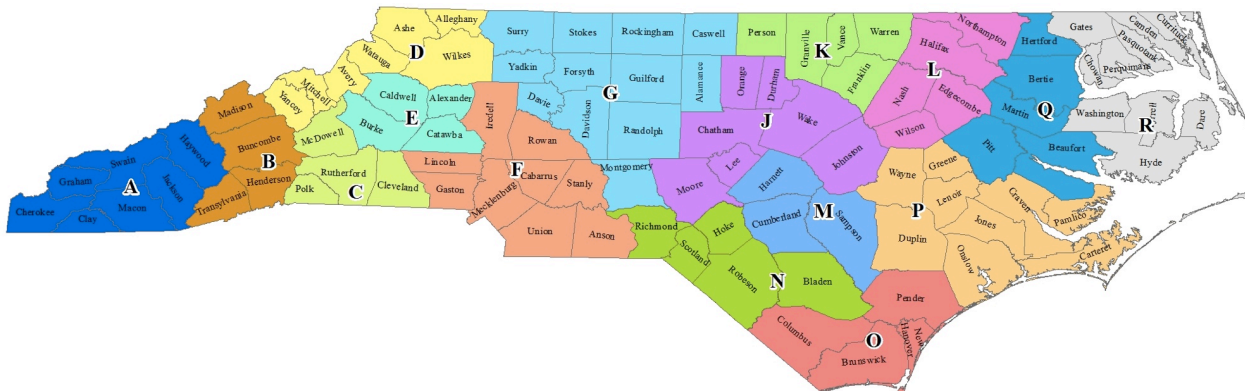 Alleghany
Ashe
Surry
Stokes
Rockingham
Caswell
Person
Granville
Vance
Warren
Northampton
Hertford
Gates
Camden
Currituck
Pasquotank
Perquimans
Chowan
Watauga
D
Wilkes
Avery
Mitchell
Yancey
Yadkin
Forsyth
Guilford
Alamance
Orange
Durham
K
Franklin
Halifax
L
Bertie
Madison
Caldwell
Alexander
Iredell
Davie
G
Davidson
Randolph
Chatham
J
Wake
Nash
Edgecombe
Martin
Q
Washington
R
Dare
Buncombe
McDowell
Burke
E
Catawba
Rowan
Wilson
Pitt
Beaufort
Hyde
Haywood
Swain
B
Rutherford
Lincoln
F
Cabarrus
Stanly
Montgomery
Moore
Lee
Johnston
Harnett
Wayne
Greene
Graham
A
Jackson
Henderson
Transylvania
Polk
C
Cleveland
Gaston
Mecklenburg
Lenoir
Craven
Pamlico
Cherokee
Clay
Macon
Union
Anson
Richmond
Hoke
Scotland
Cumberland
M
Sampson
P
Duplin
Jones
Onslow
Carteret
Robeson
N
Bladen
Pender
Columbus
O
New
Hanover
Brunswick